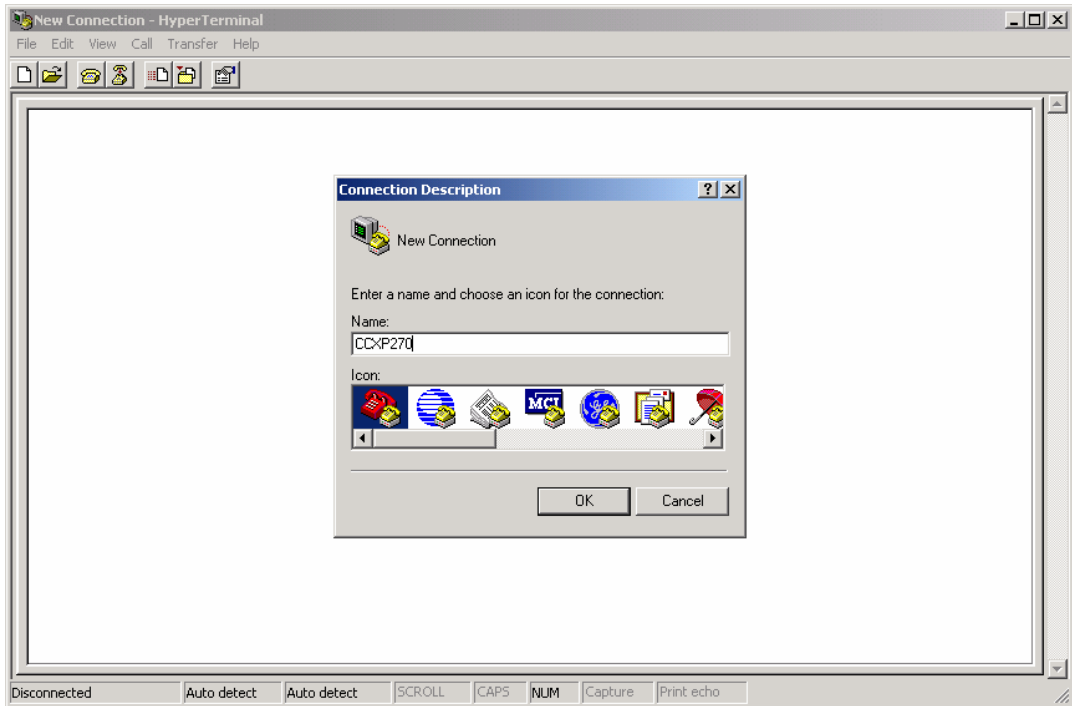 New Connection - HyperTerminal
File Edit View Call Transfer Help
Connection Description
New Connection
Enter a name and choose an icon for the connection:
Name:
CCXP270
Icon:
MCI
OK Cancel
Disconnected Auto detect Auto detect SCROLL CAPS NUM Capture Print echo